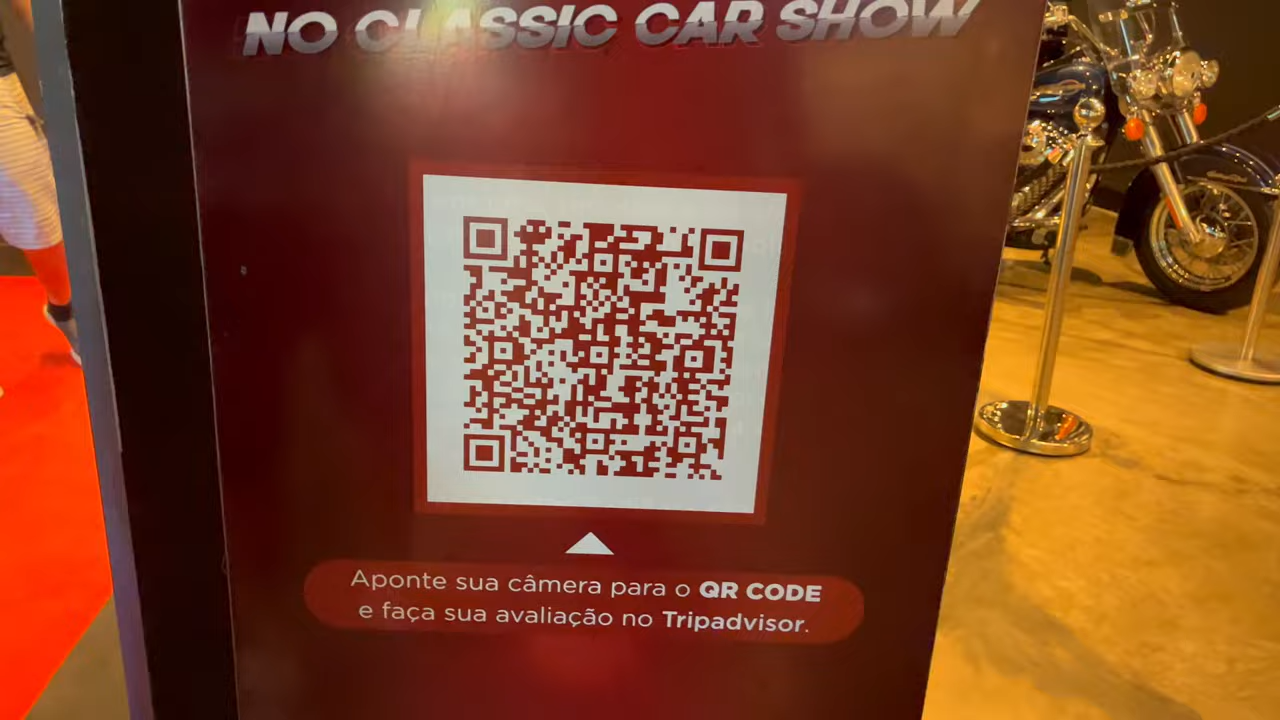 NO CLASSIC CAR SHOW
Aponte sua câmera para o QR CODE
e faça sua avaliação no Tripadvisor.